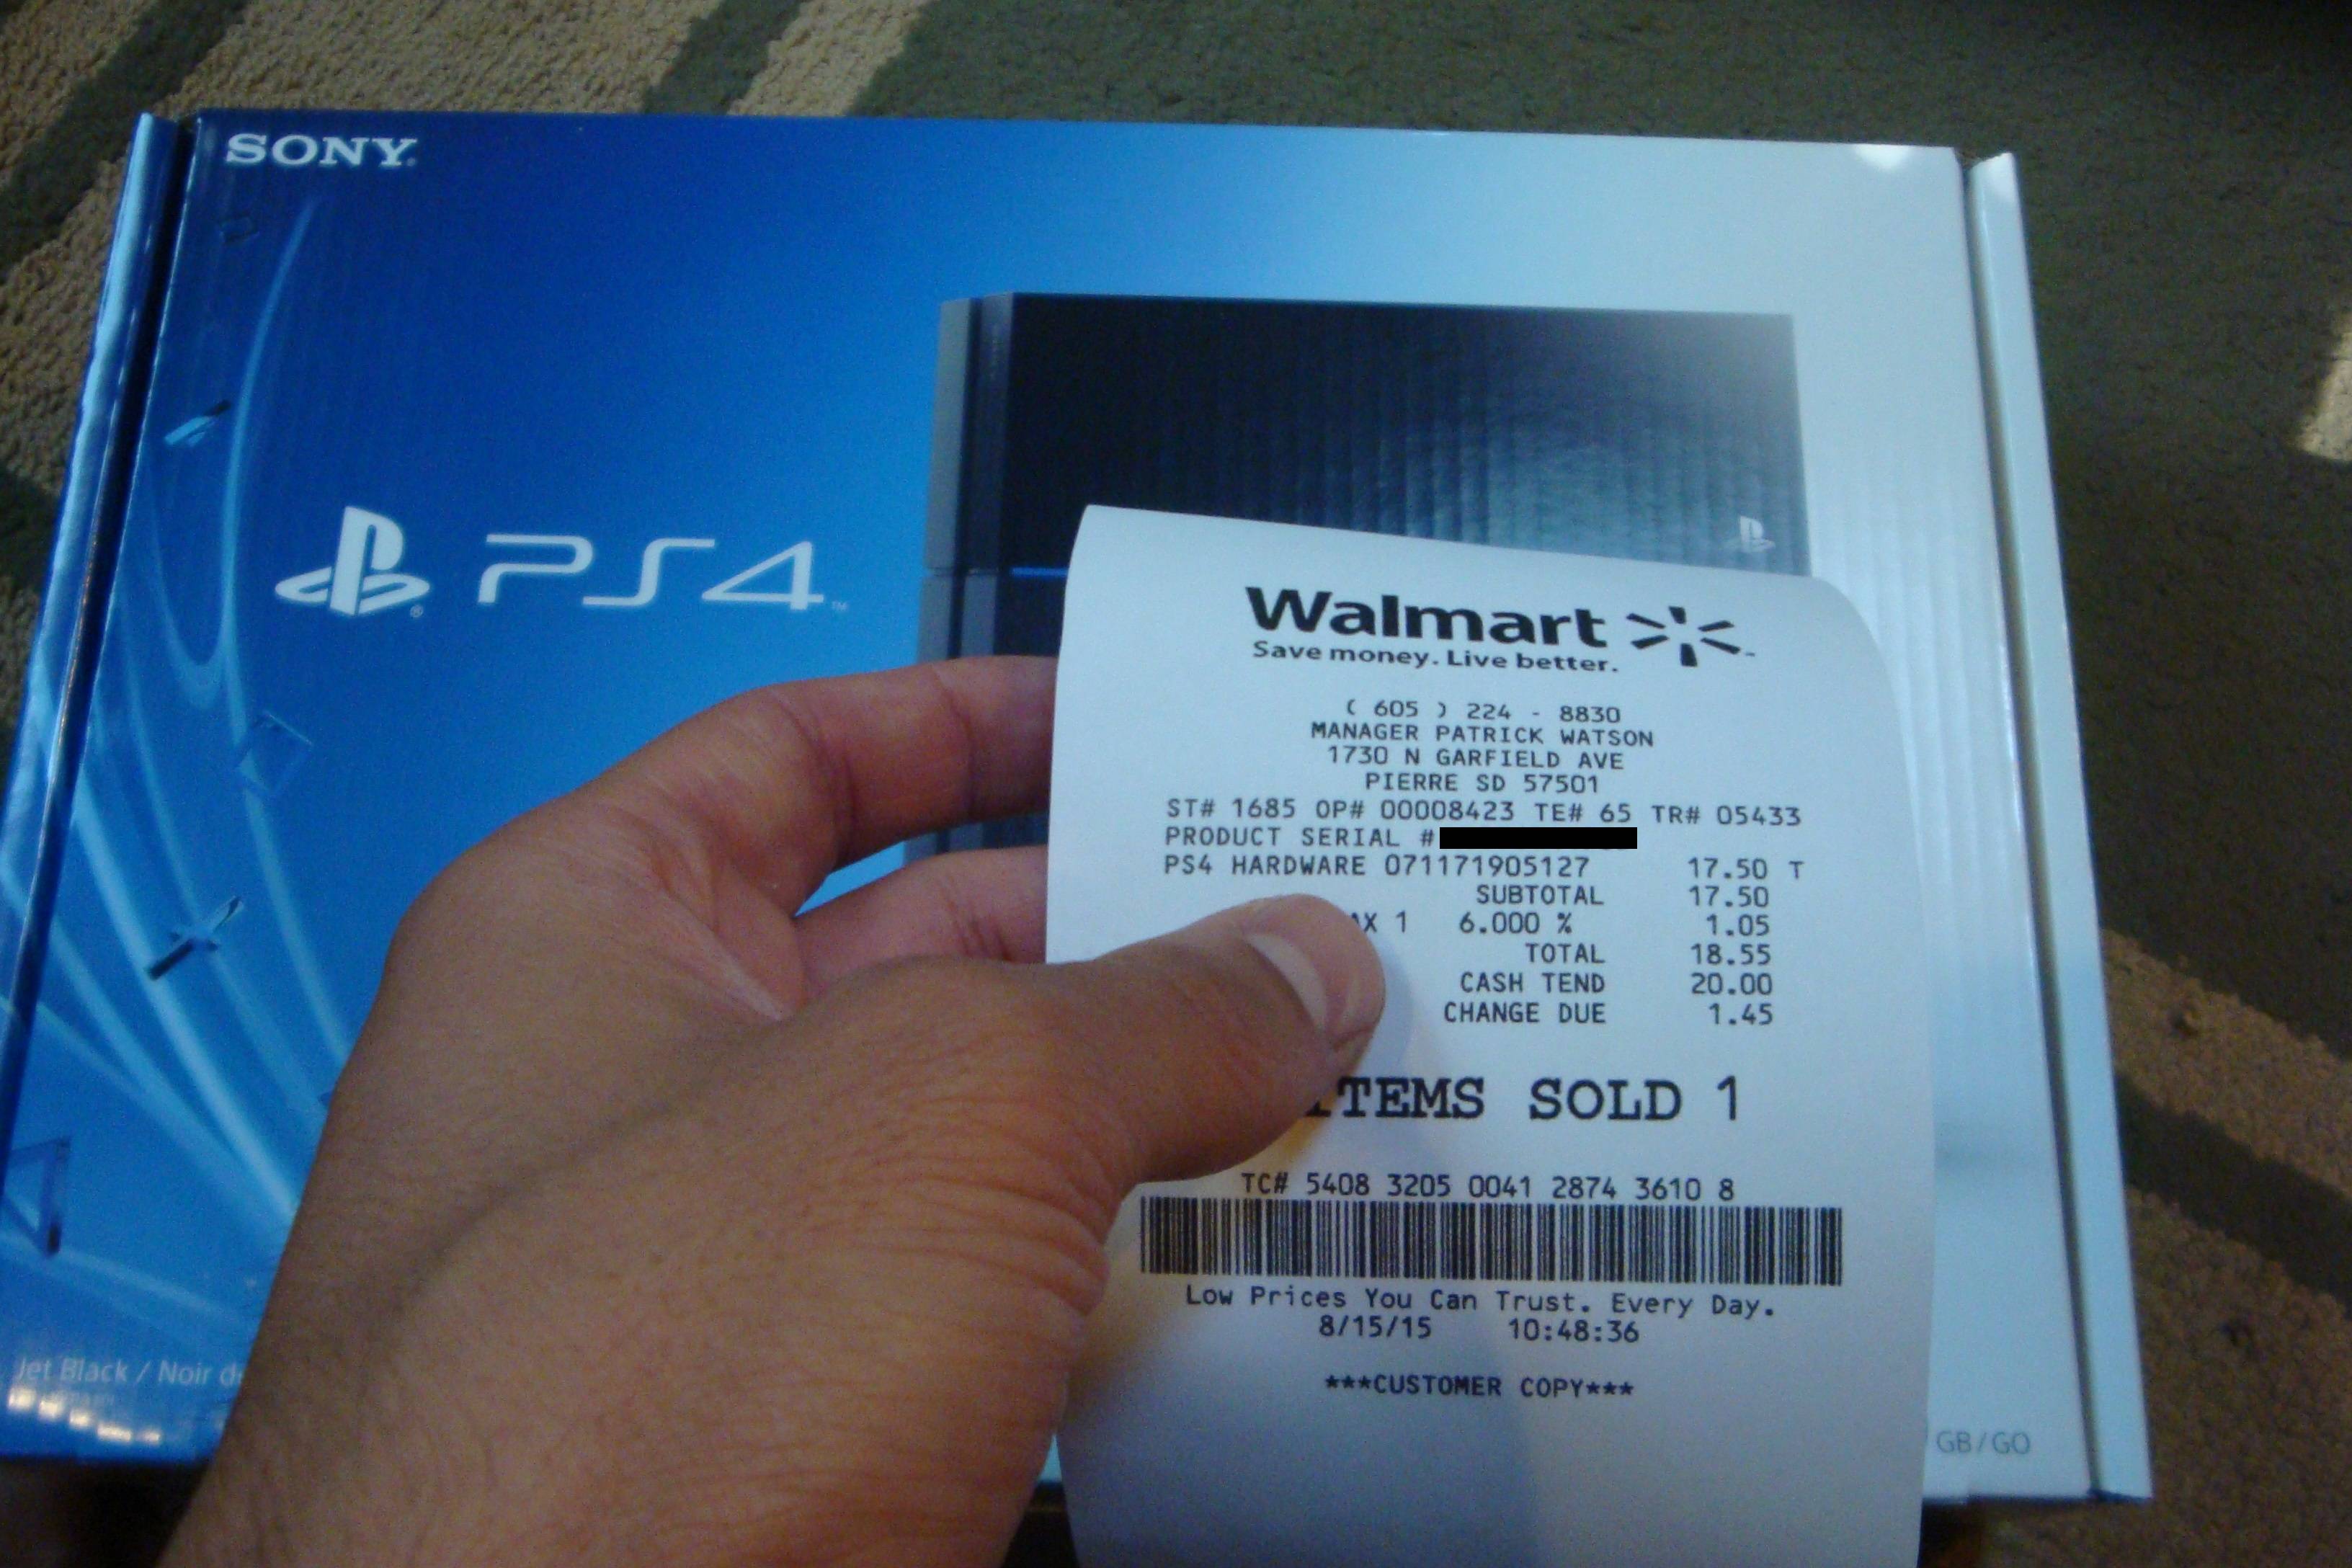 SONY
PS4
Walmart
Save money. Live better.
( 605 ) 224 - 8830
MANAGER PATRICK WATSON
1730 N GARFIELD AVE
PIERRE SD 57501
ST# 1685 OP# 00008423 TE# 65 TR# 05433
PRODUCT SERIAL #
PS4 HARDWARE 071171905127 17.50 T
SUBTOTAL 17.50
AX 1 6.000 % 1.05
TOTAL 18.55
CASH TEND 20.00
CHANGE DUE 1.45
ITEMS SOLD 1
TC# 5408 3205 0041 2874 3610 8
Low Prices You Can Trust. Every Day.
8/15/15 10:48:36
***CUSTOMER COPY***
Jet Black / Noir d
GB/GO